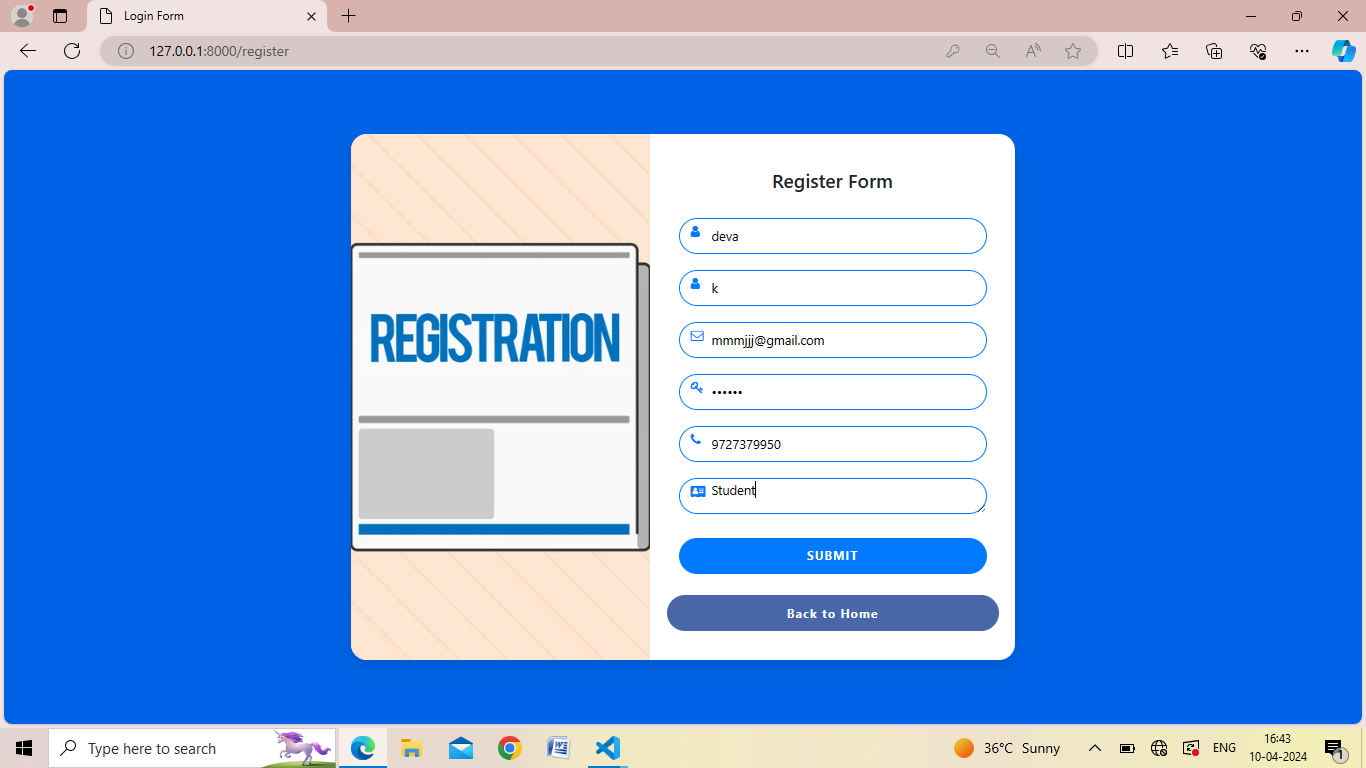 Login Form
127.0.0.1:8000/register
Register Form
deva
k
mmmjjj@gmail.com
••••••
9727379950
Student
SUBMIT
Back to Home
REGISTRATION
Type here to search
36°C Sunny
ENG
16:43
10-04-2024
1